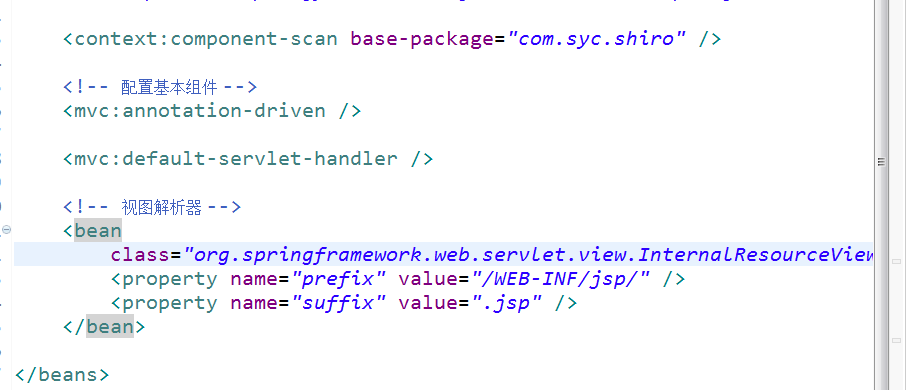 <context:component-scan base-package="com.syc.shiro" />
<!-- 配置基本组件 -->
<mvc:annotation-driven />
<mvc:default-servlet-handler />
<!-- 视图解析器 -->
<bean
class="org.springframework.web.servlet.view.InternalResourceView
<property name="prefix" value="/WEB-INF/jsp/" />
<property name="suffix" value=".jsp" />
</bean>
</beans>